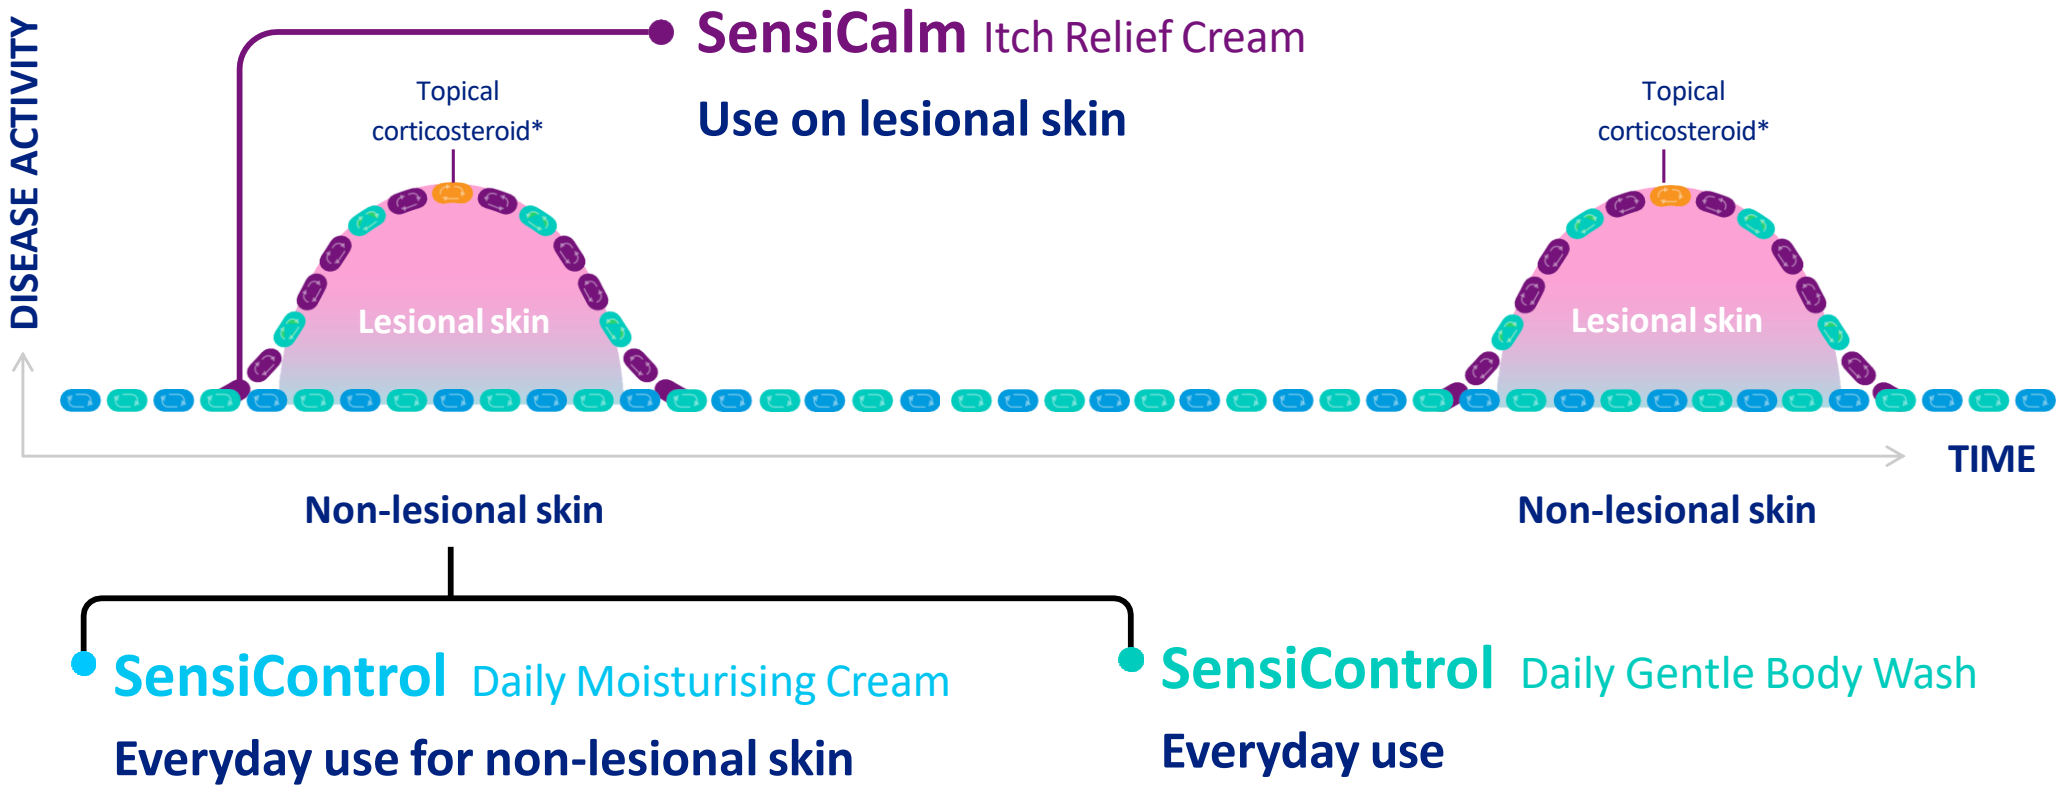 DISEASE ACTIVITY
SensiCalm Itch Relief Cream
Use on lesional skin
Topical
corticosteroid*
Topical
corticosteroid*
Lesional skin
Lesional skin
TIME
Non-lesional skin
Non-lesional skin
SensiControl Daily Moisturising Cream
Everyday use for non-lesional skin
SensiControl Daily Gentle Body Wash
Everyday use